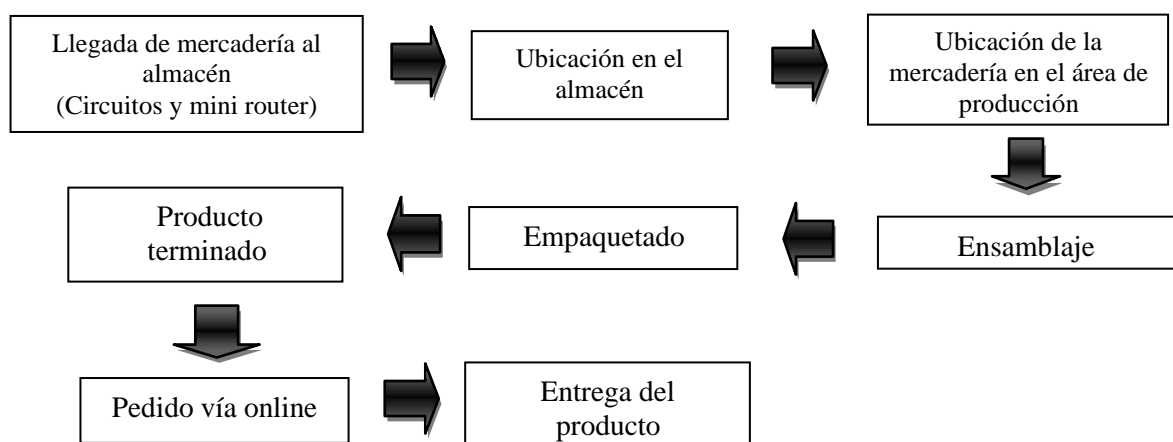 Llegada de mercadería al
almacén
(Circuitos y mini router)
Ubicación en el
almacén
Ubicación de la
mercadería en el área de
producción
Ensamblaje
Empaquetado
Producto
terminado
Pedido vía online
Entrega del
producto